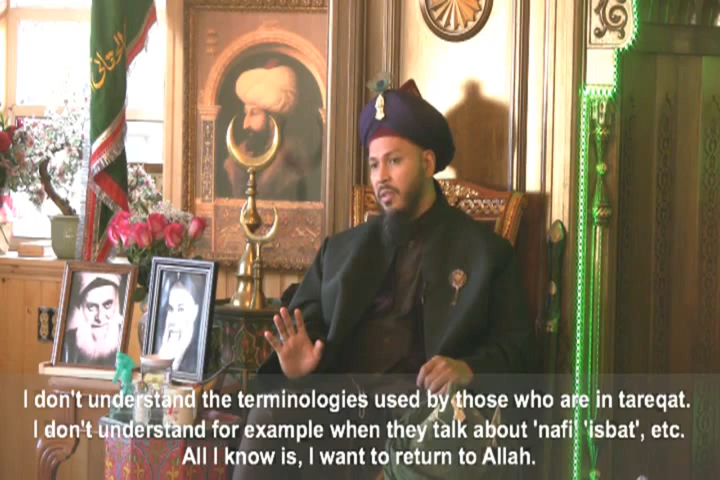 I don't understand the terminologies used by those who are in tareqat.
I don't understand for example when they talk about 'nafi' 'isbat', etc.
All I know is, I want to return to Allah.